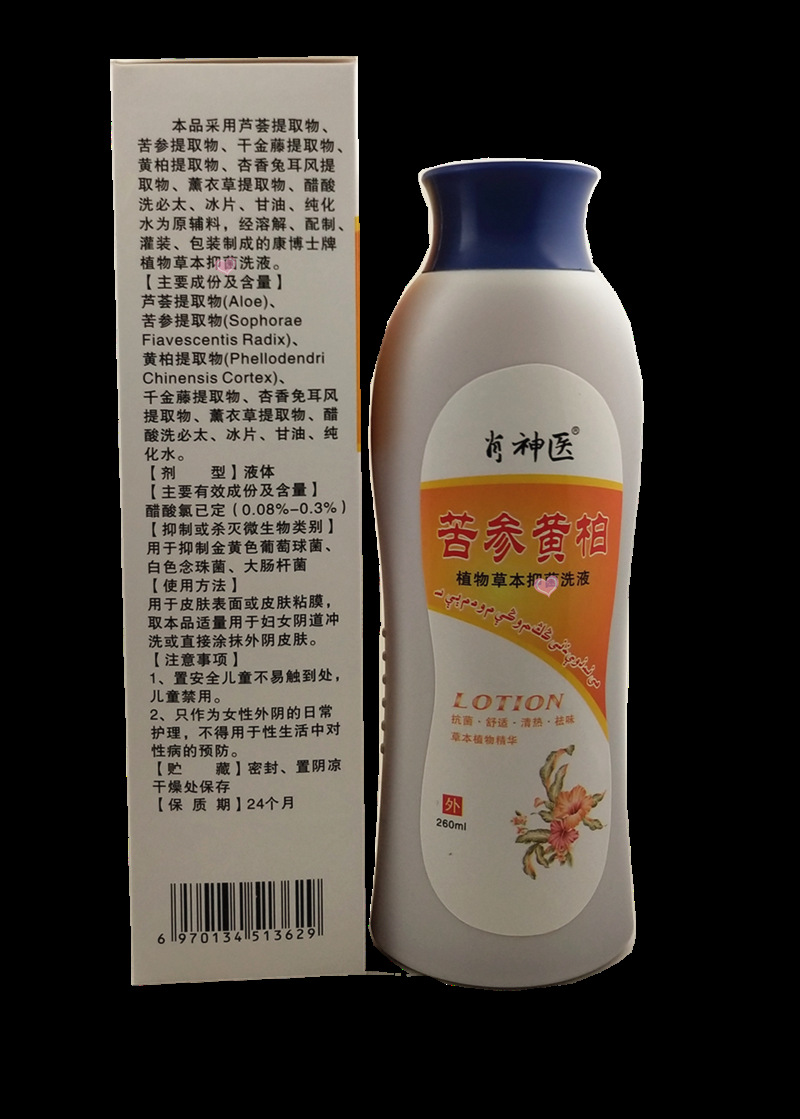 本品采用芦荟提取物、
苦参提取物、千金藤提取物、
黄柏提取物、杏香兔耳风提
取物、薰衣草提取物、醋酸
洗必太、冰片、甘油、纯化
水为原辅料，经溶解、配制、
灌装、包装制成的康博士牌
植物草本抑菌洗液。
【主要成份及含量】
芦荟提取物(Aloe)、
苦参提取物(Sophorae
Fiavescentis Radix)、
黄柏提取物(Phellodendri
Chinensis Cortex)、
千金藤提取物、杏香免耳风
提取物、薰衣草提取物、醋
酸洗必太、冰片、甘油、纯
化水。
【剂 型】液体
【主要有效成份及含量】
醋酸氯已定（0.08%-0.3%）
【抑制或杀灭微生物类别】
用于抑制金黄色葡萄球菌、
白色念珠菌、大肠杆菌
【使用方法】
用于皮肤表面或皮肤粘膜，
取本品适量用于妇女阴道冲
洗或直接涂抹外阴皮肤。
【注意事项】
1、置安全儿童不易触到处，
儿童禁用。
2、只作为女性外阴的日常
护理，不得用于性生活中对
性病的预防。
【贮 藏】密封、置阴凉
干燥处保存
【保 质 期】24个月
6 970134 513629
肖神医®
苦参黄柏
植物草本抑菌洗液
LOTION
抗菌·舒适·清热·祛味
草本植物精华
外
260ml